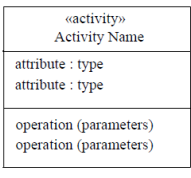 «activity»
Activity Name
attribute : type
attribute : type
operation (parameters)
operation (parameters)